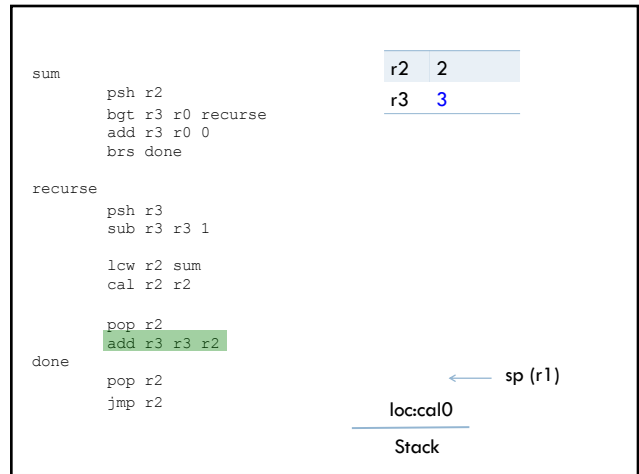 sum
psh r2
bgt r3 r0 recurse
add r3 r0 0
brs done
recurse
psh r3
sub r3 r3 1
lcw r2 sum
cal r2 r2
pop r2
add r3 r3 r2
done
pop r2
jmp r2
r2 2
r3 3
sp (r1)
loc:cal0
Stack